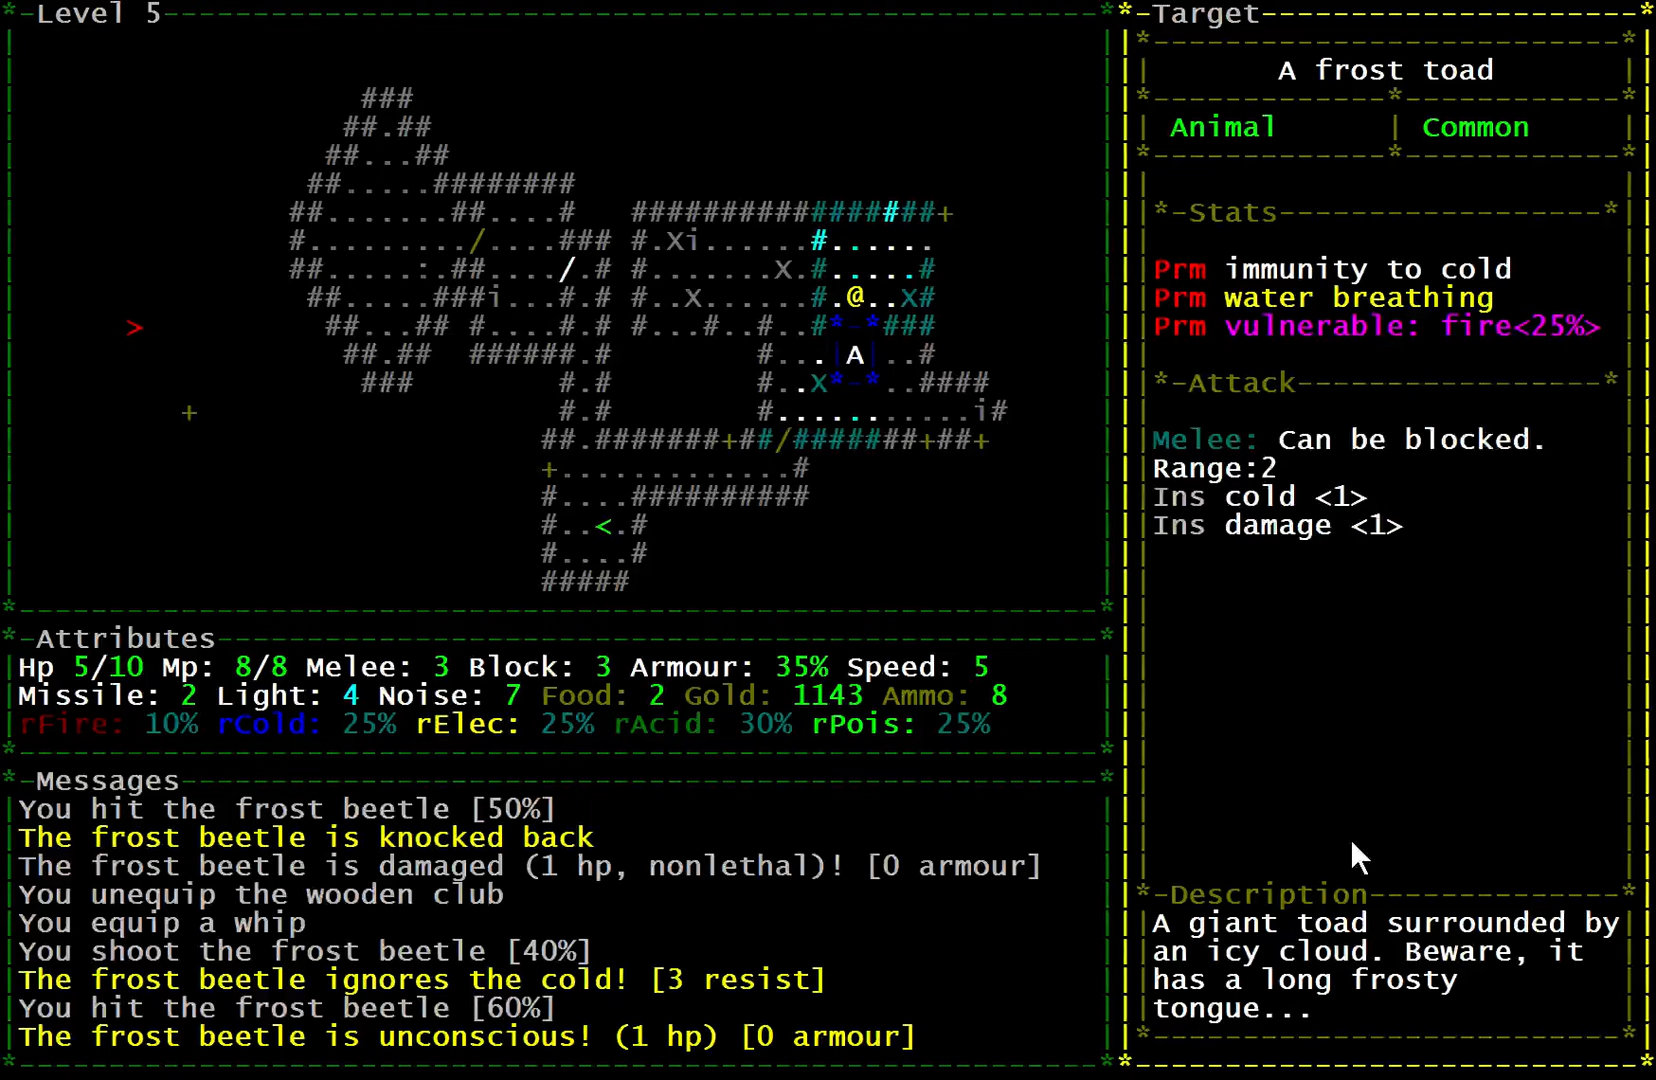 Level 5
###
##.##
##...##
##.....########
##.......##....#   #################+
#........./....### #.xi......#......
##.....:.##..../.# #.......x.#.....#
##.....###i...#.# #..x......#.@..x#
> ##...## #....#.# #...#..#..#*-*###
##.## ######.# #...|A|..#
### #.# #..x*-*..####
+ #.# #...........i#
##.#######+##/#######+##+
+.............#
#....##########
#..<.#
#....#
#####
Attributes
Hp 5/10 Mp: 8/8 Melee: 3 Block: 3 Armour: 35% Speed: 5
Missile: 2 Light: 4 Noise: 7 Food: 2 Gold: 1143 Ammo: 8
rFire: 10% rCold: 25% rElec: 25% rAcid: 30% rPois: 25%
Messages
You hit the frost beetle [50%]
The frost beetle is knocked back
The frost beetle is damaged (1 hp, nonlethal)! [0 armour]
You unequip the wooden club
You equip a whip
You shoot the frost beetle [40%]
The frost beetle ignores the cold! [3 resist]
You hit the frost beetle [60%]
The frost beetle is unconscious! (1 hp) [0 armour]
Target
A frost toad
Animal | Common
Stats
Prm immunity to cold
Prm water breathing
Prm vulnerable: fire<25%>
Attack
Melee: Can be blocked.
Range:2
Ins cold <1>
Ins damage <1>
Description
A giant toad surrounded by
an icy cloud. Beware, it
has a long frosty
tongue...